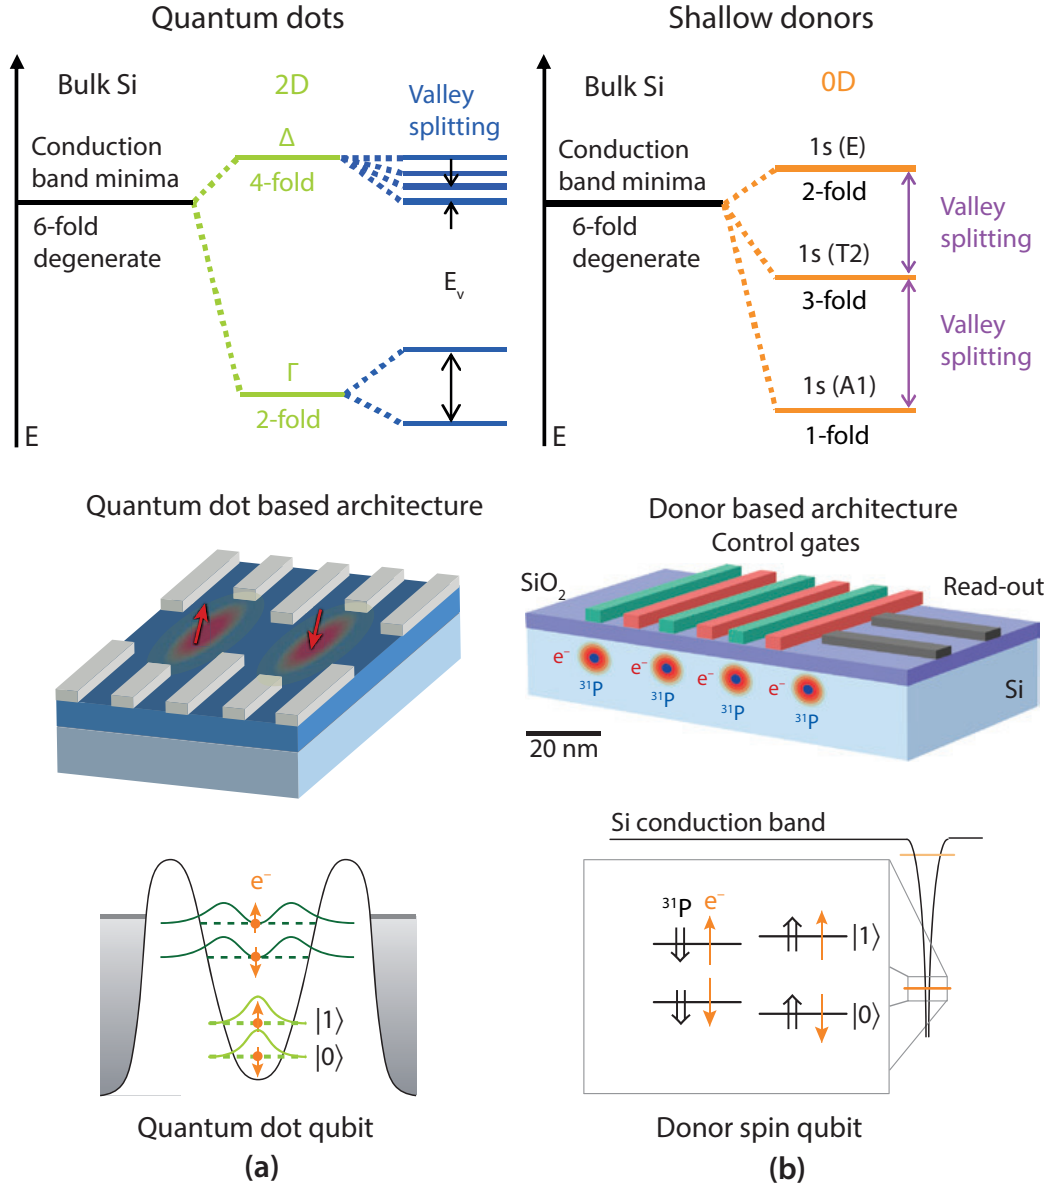 Quantum dots
Bulk Si
2D
Valley
splitting
Conduction
band minima
Δ
4-fold
6-fold
degenerate
E_v
Γ
2-fold
E
Quantum dot based architecture
e⁻
|1⟩
|0⟩
Quantum dot qubit
(a)
Shallow donors
Bulk Si
0D
Conduction
band minima
1s (E)
2-fold
Valley
splitting
6-fold
degenerate
1s (T2)
3-fold
Valley
splitting
1s (A1)
1-fold
E
Donor based architecture
Control gates
SiO₂
Read-out
e⁻
³¹P
e⁻
³¹P
e⁻
³¹P
e⁻
³¹P
Si
20 nm
Si conduction band
³¹P e⁻
|1⟩
|0⟩
Donor spin qubit
(b)